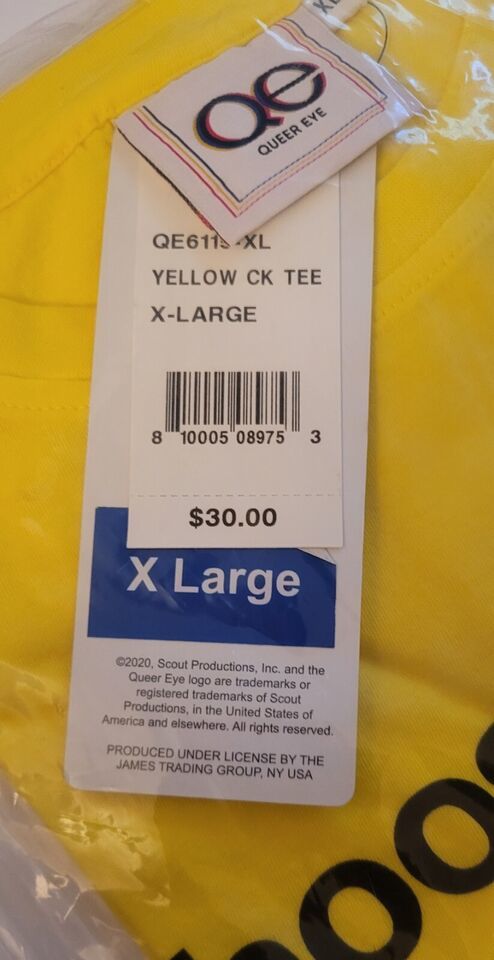 XL
QE
QUEER EYE
YELLOW CK TEE
X-LARGE
8 10005 08975 3
$30.00
X Large
©2020, Scout Productions, Inc. and the
Queer Eye logo are trademarks or
registered trademarks of Scout
Productions, in the United States of
America and elsewhere. All rights reserved.
PRODUCED UNDER LICENSE BY THE
JAMES TRADING GROUP, NY USA